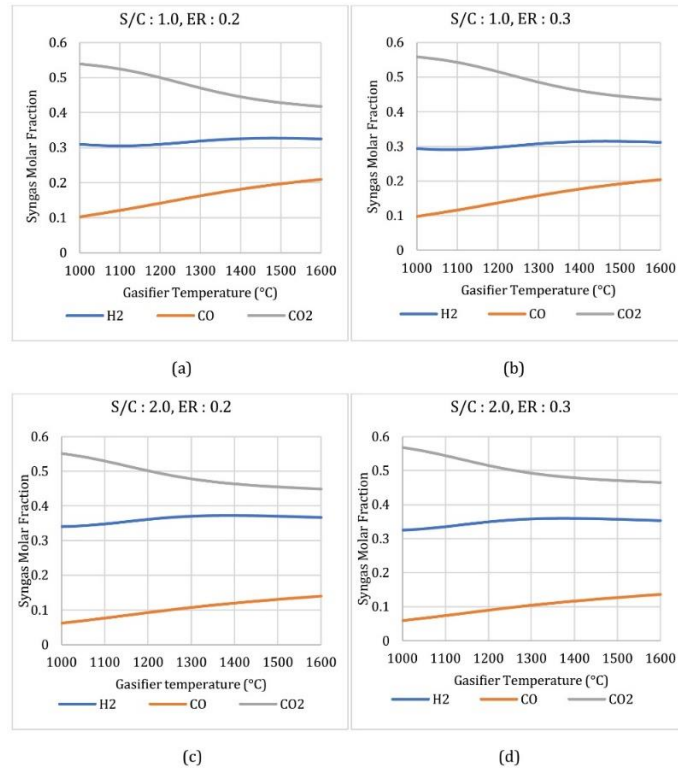 S/C : 1.0, ER : 0.2
Syngas Molar Fraction
0.6
0.5
0.4
0.3
0.2
0.1
0
1000 1100 1200 1300 1400 1500 1600
Gasifier Temperature (°C)
H2 CO CO2
(a)
S/C : 1.0, ER : 0.3
Syngas Molar Fraction
0.6
0.5
0.4
0.3
0.2
0.1
0
1000 1100 1200 1300 1400 1500 1600
Gasifier Temperature (°C)
H2 CO CO2
(b)
S/C : 2.0, ER : 0.2
Syngas Molar Fraction
0.6
0.5
0.4
0.3
0.2
0.1
0
1000 1100 1200 1300 1400 1500 1600
Gasifier temperature (°C)
H2 CO CO2
(c)
S/C : 2.0, ER : 0.3
Syngas Molar Fraction
0.6
0.5
0.4
0.3
0.2
0.1
0
1000 1100 1200 1300 1400 1500 1600
Gasifier Temperature (°C)
H2 CO CO2
(d)